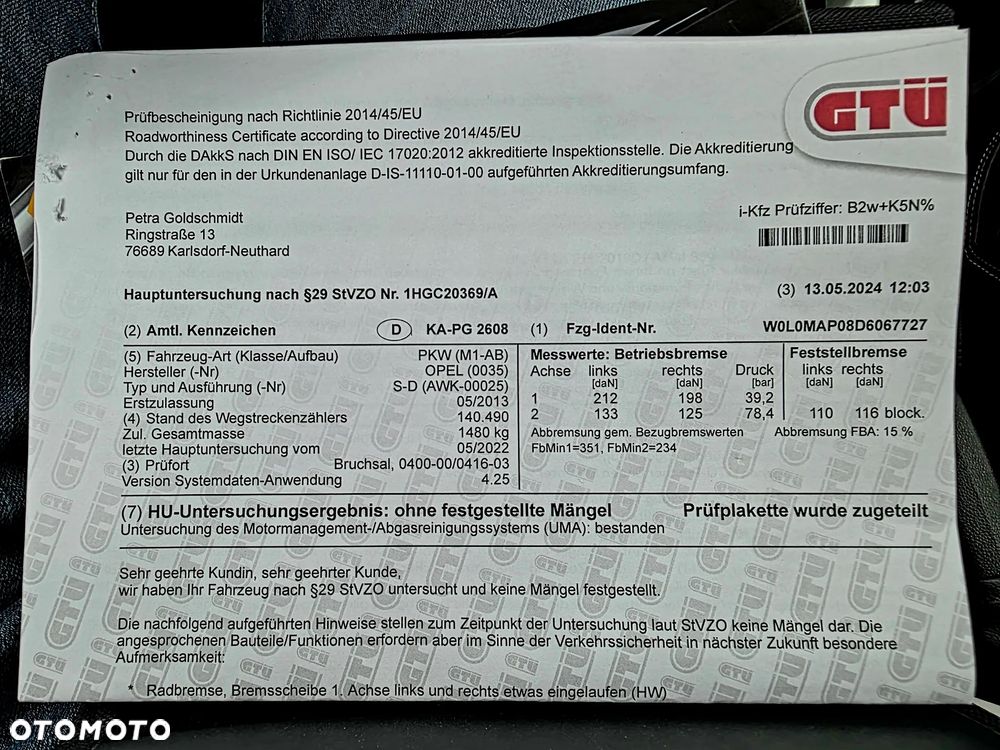 GTÜ
Prüfbescheinigung nach Richtlinie 2014/45/EU
Roadworthiness Certificate according to Directive 2014/45/EU
Durch die DAkkS nach DIN EN ISO/ IEC 17020:2012 akkreditierte Inspektionsstelle. Die Akkreditierung
gilt nur für den in der Urkundenanlage D-IS-11110-01-00 aufgeführten Akkreditierungsumfang.
i-Kfz Prüfziffer: B2w+K5N%
Petra Goldschmidt
Ringstraße 13
76689 Karlsdorf-Neuthard
Hauptuntersuchung nach §29 StVZO Nr. 1HGC20369/A (3) 13.05.2024 12:03
(2) Amtl. Kennzeichen D KA-PG 2608 (1) Fzg-Ident-Nr. W0L0MAP08D6067727
(5) Fahrzeug-Art (Klasse/Aufbau) PKW (M1-AB)
Hersteller (-Nr) OPEL (0035)
Typ und Ausführung (-Nr) S-D (AWK-00025)
Erstzulassung 05/2013
(4) Stand des Wegstreckenzählers 140.490
Zul. Gesamtmasse 1480 kg
letzte Hauptuntersuchung vom 05/2022
(3) Prüfort Bruchsal, 0400-00/0416-03
Version Systemdaten-Anwendung 4.25
Messwerte: Betriebsbremse Feststellbremse
Achse links rechts Druck links rechts
[daN] [daN] [bar] [daN] [daN]
1 212 198 39,2
2 133 125 78,4 110 116 block.
Abbremsung gem. Bezugbremswerten Abbremsung FBA: 15 %
FbMin1=351, FbMin2=234
(7) HU-Untersuchungsergebnis: ohne festgestellte Mängel Prüfplakette wurde zugeteilt
Untersuchung des Motormanagement-/Abgasreinigungssystems (UMA): bestanden
Sehr geehrte Kundin, sehr geehrter Kunde,
wir haben Ihr Fahrzeug nach §29 StVZO untersucht und keine Mängel festgestellt.
Die nachfolgend aufgeführten Hinweise stellen zum Zeitpunkt der Untersuchung laut StVZO keine Mängel dar. Die
angesprochenen Bauteile/Funktionen erfordern aber im Sinne der Verkehrssicherheit in nächster Zukunft besondere
Aufmerksamkeit:
* Radbremse, Bremsscheibe 1. Achse links und rechts etwas eingelaufen (HW)
OTOMOTO